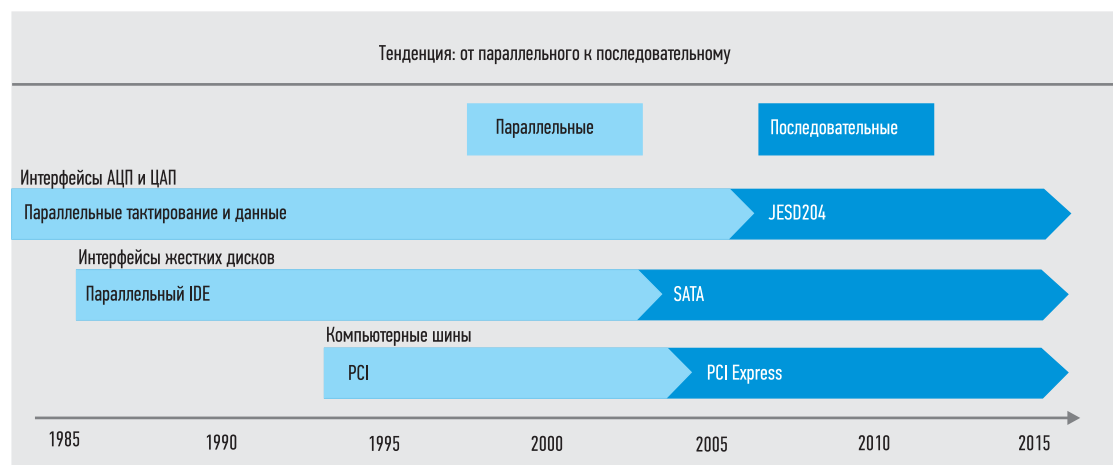 Тенденция: от параллельного к последовательному
Параллельные
Последовательные
Интерфейсы АЦП и ЦАП
Параллельные тактирование и данные
JESD204
Интерфейсы жестких дисков
Параллельный IDE
SATA
Компьютерные шины
PCI
PCI Express
1985
1990
1995
2000
2005
2010
2015